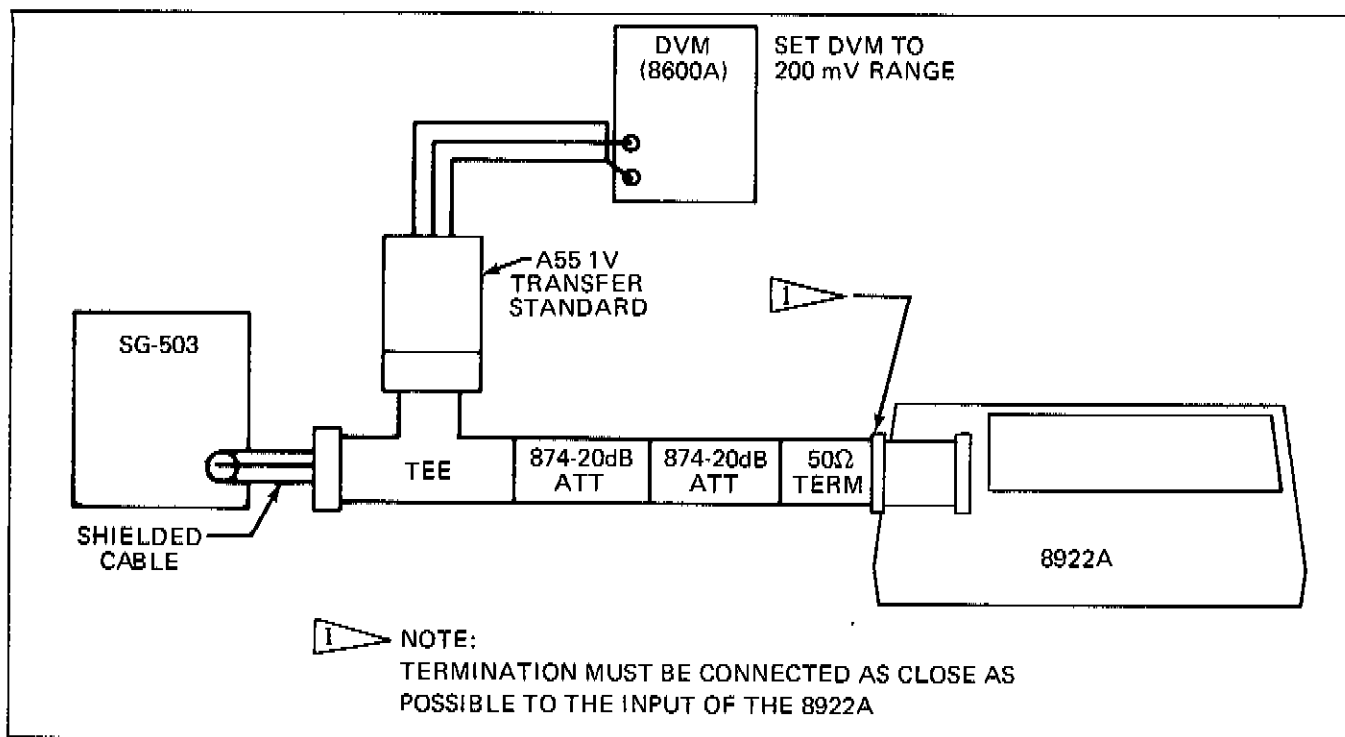 DVM
(8600A)
SET DVM TO
200 mV RANGE
A55 1V
TRANSFER
STANDARD
I
SG-503
TEE
874-20dB
ATT
874-20dB
ATT
50Ω
TERM
SHIELDED
CABLE
8922A
I NOTE:
TERMINATION MUST BE CONNECTED AS CLOSE AS
POSSIBLE TO THE INPUT OF THE 8922A